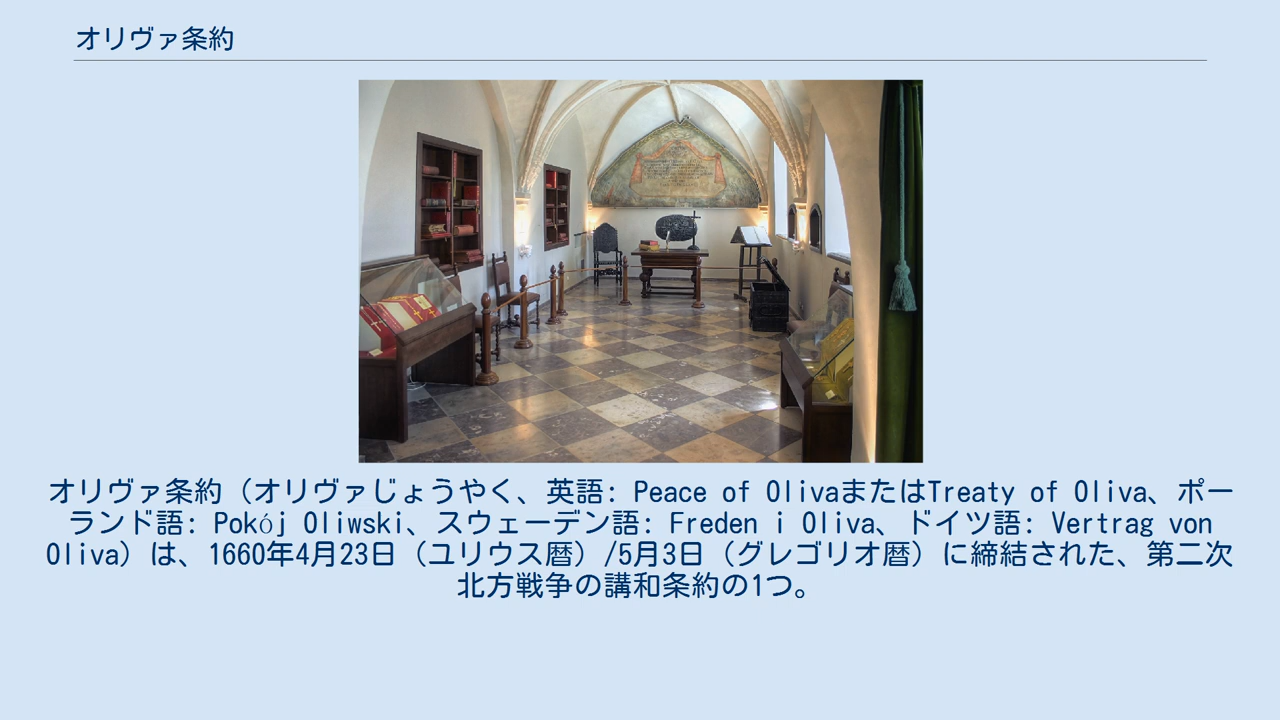 オリヴァ条約
オリヴァ条約（オリヴァじょうやく、英語: Peace of OlivaまたはTreaty of Oliva、ポー
ランド語: Pokój Oliwski、スウェーデン語: Freden i Oliva、ドイツ語: Vertrag von
Oliva）は、1660年4月23日（ユリウス暦）/5月3日（グレゴリオ暦）に締結された、第二次
北方戦争の講和条約の1つ。